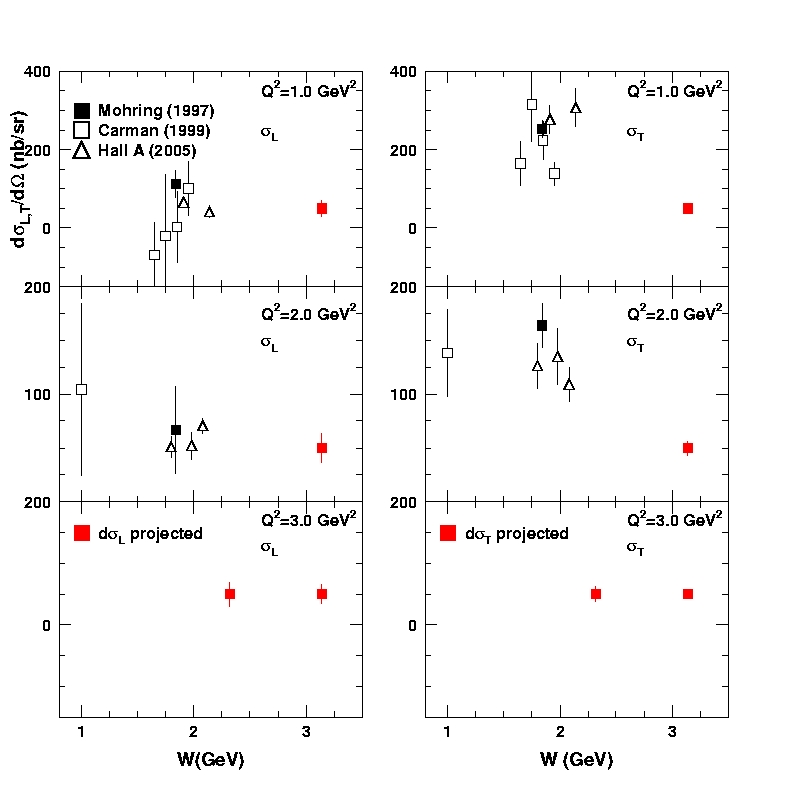 400
200
0
200
100
200
0
dσL,T/dΩ (nb/sr)
Q²=1.0 GeV²
Mohring (1997)
Carman (1999)
Hall A (2005)
σL
Q²=2.0 GeV²
σL
dσL projected
Q²=3.0 GeV²
σL
1 2 3
W(GeV)
400
200
0
200
100
200
0
Q²=1.0 GeV²
σT
Q²=2.0 GeV²
σT
dσT projected
Q²=3.0 GeV²
σT
1 2 3
W (GeV)